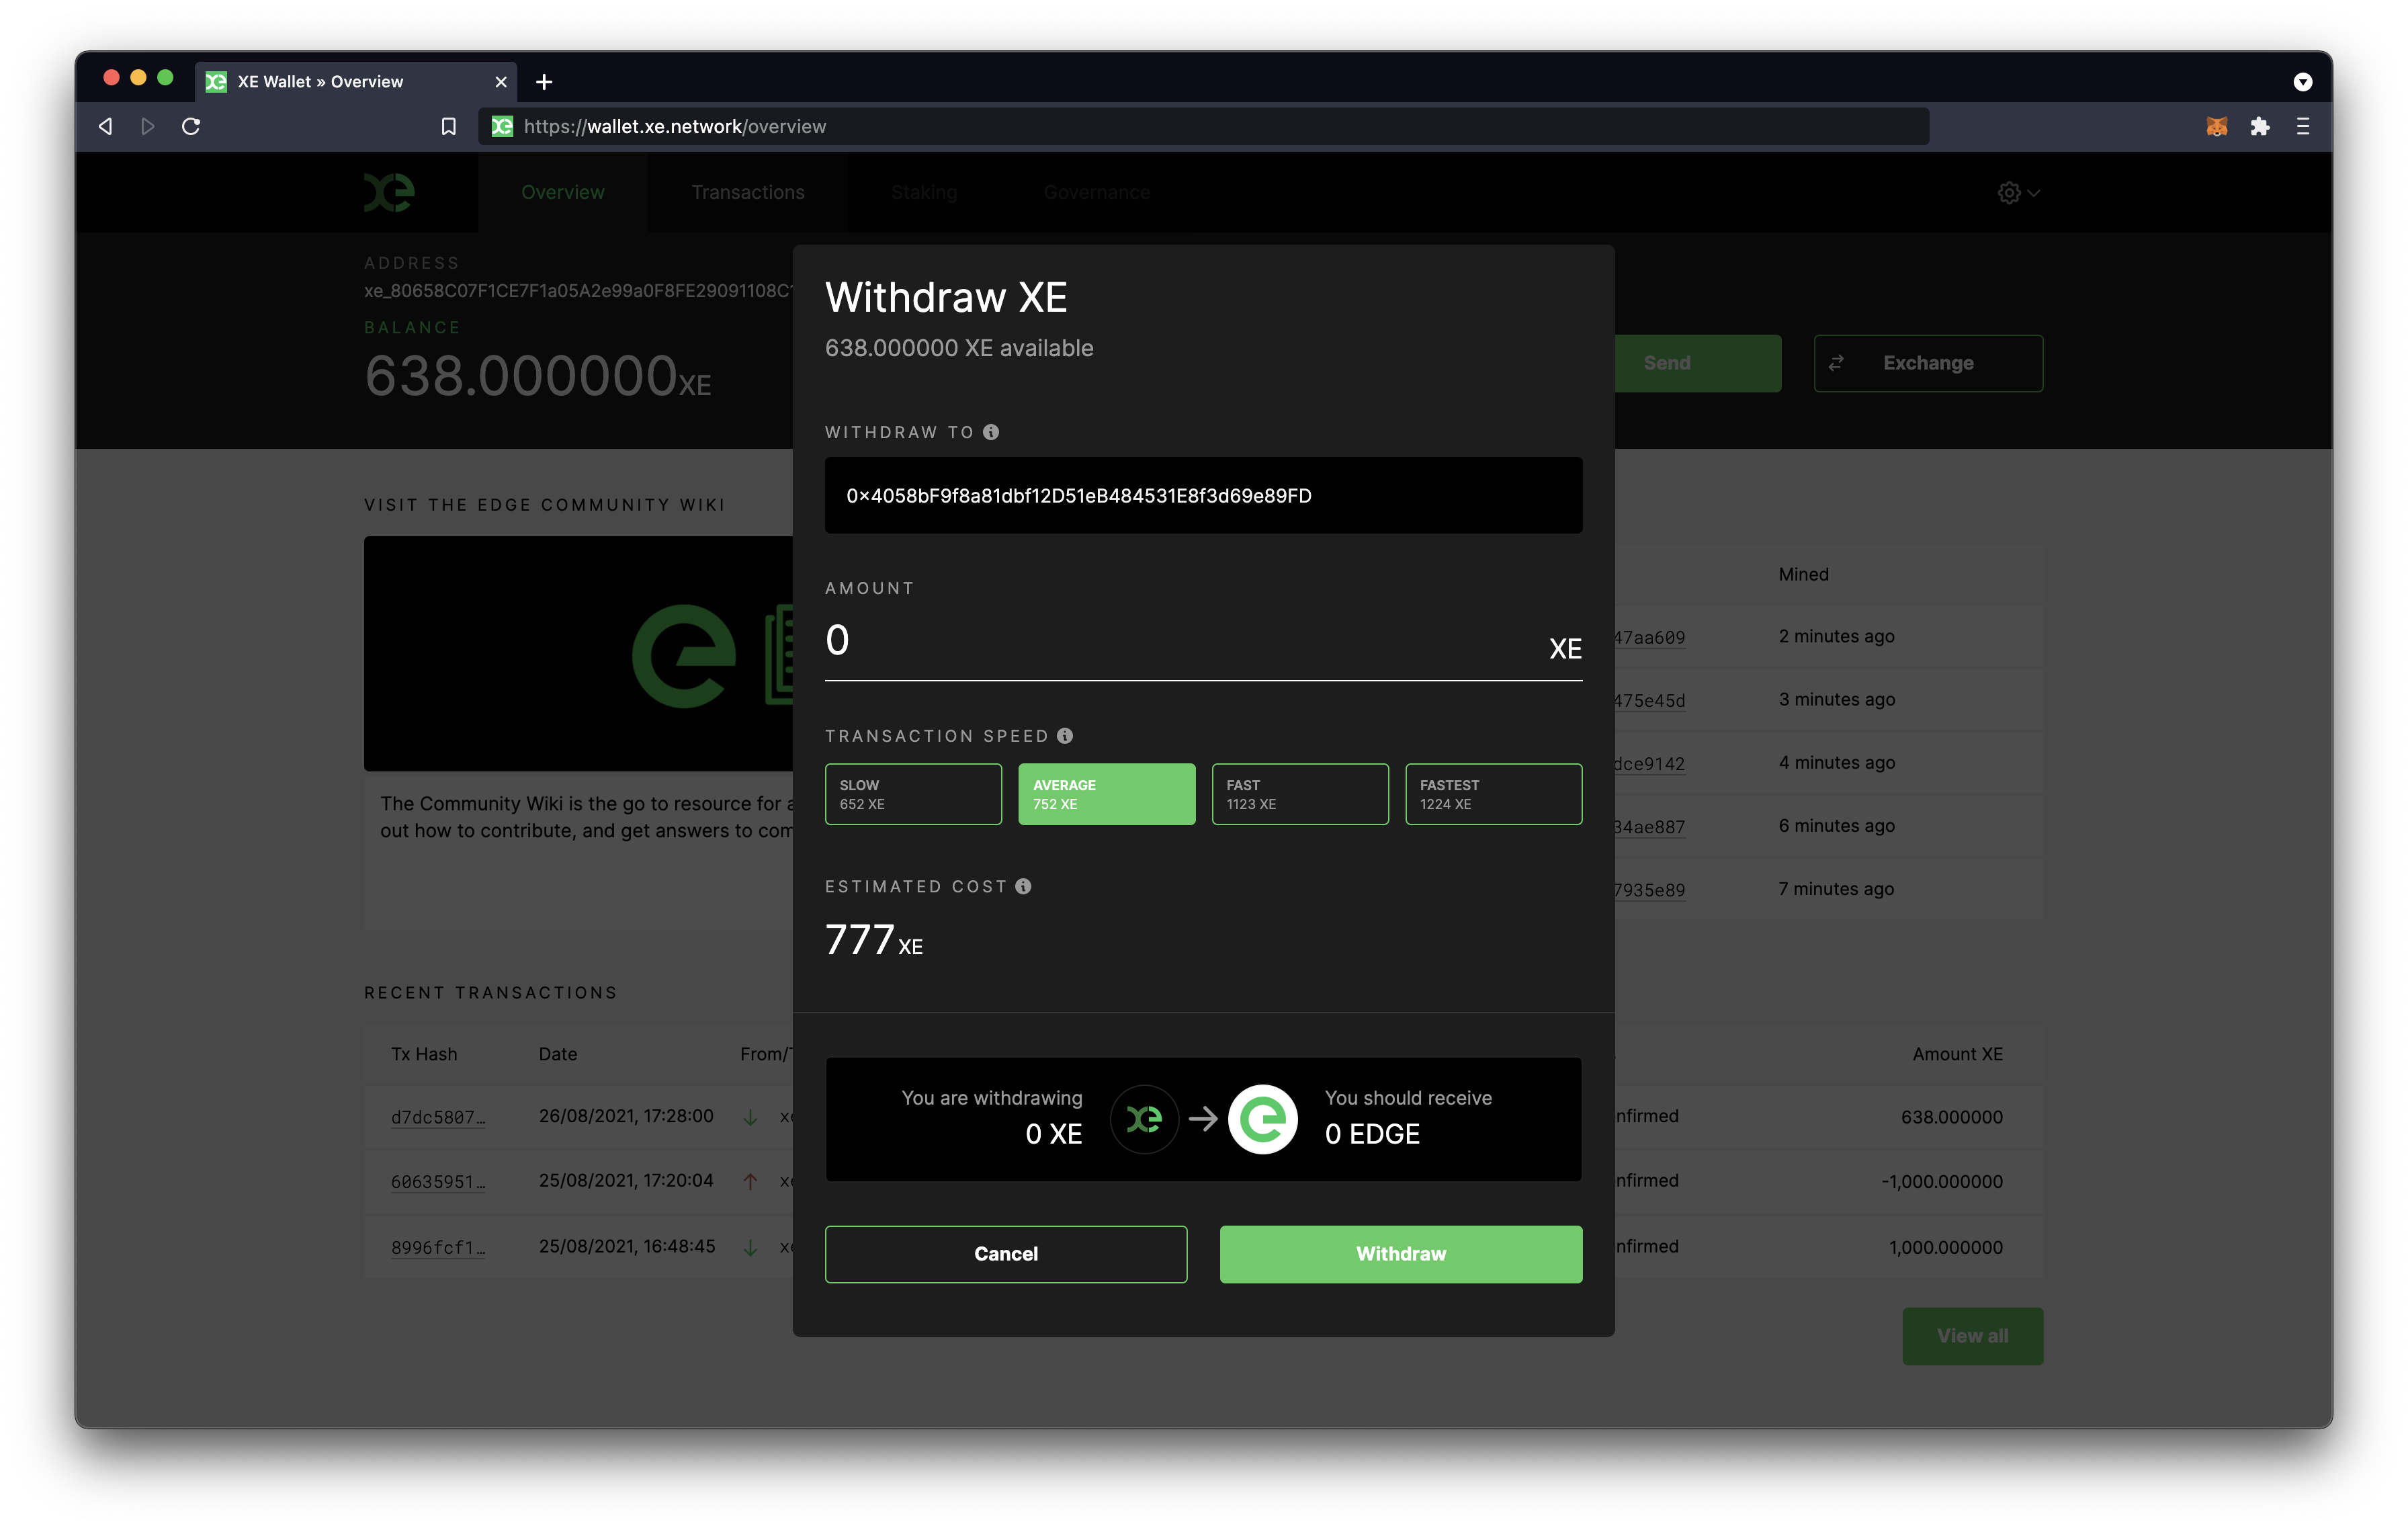 XE Wallet » Overview
https://wallet.xe.network/overview
Overview
Transactions
Staking
Governance
ADDRESS
xe_80658C07F1CE7F1a05A2e99a0F8FE29091108C
BALANCE
638.000000 XE
Send
Exchange
Withdraw XE
638.000000 XE available
WITHDRAW TO
0×4058bF9f8a81dbf12D51eB484531E8f3d69e89FD
AMOUNT
0 XE
TRANSACTION SPEED
SLOW
652 XE
AVERAGE
752 XE
FAST
1123 XE
FASTEST
1224 XE
ESTIMATED COST
777 XE
You are withdrawing
0 XE
You should receive
0 EDGE
Cancel
Withdraw
VISIT THE EDGE COMMUNITY WIKI
The Community Wiki is the go to resource for
out how to contribute, and get answers to
Mined
47aa609 2 minutes ago
475e45d 3 minutes ago
dce9142 4 minutes ago
34ae887 6 minutes ago
7935e89 7 minutes ago
RECENT TRANSACTIONS
Tx Hash Date From/ Amount XE
d7dc5807… 26/08/2021, 17:28:00 nfirmed 638.000000
60635951… 25/08/2021, 17:20:04 nfirmed -1,000.000000
8996fcf1… 25/08/2021, 16:48:45 nfirmed 1,000.000000
View all